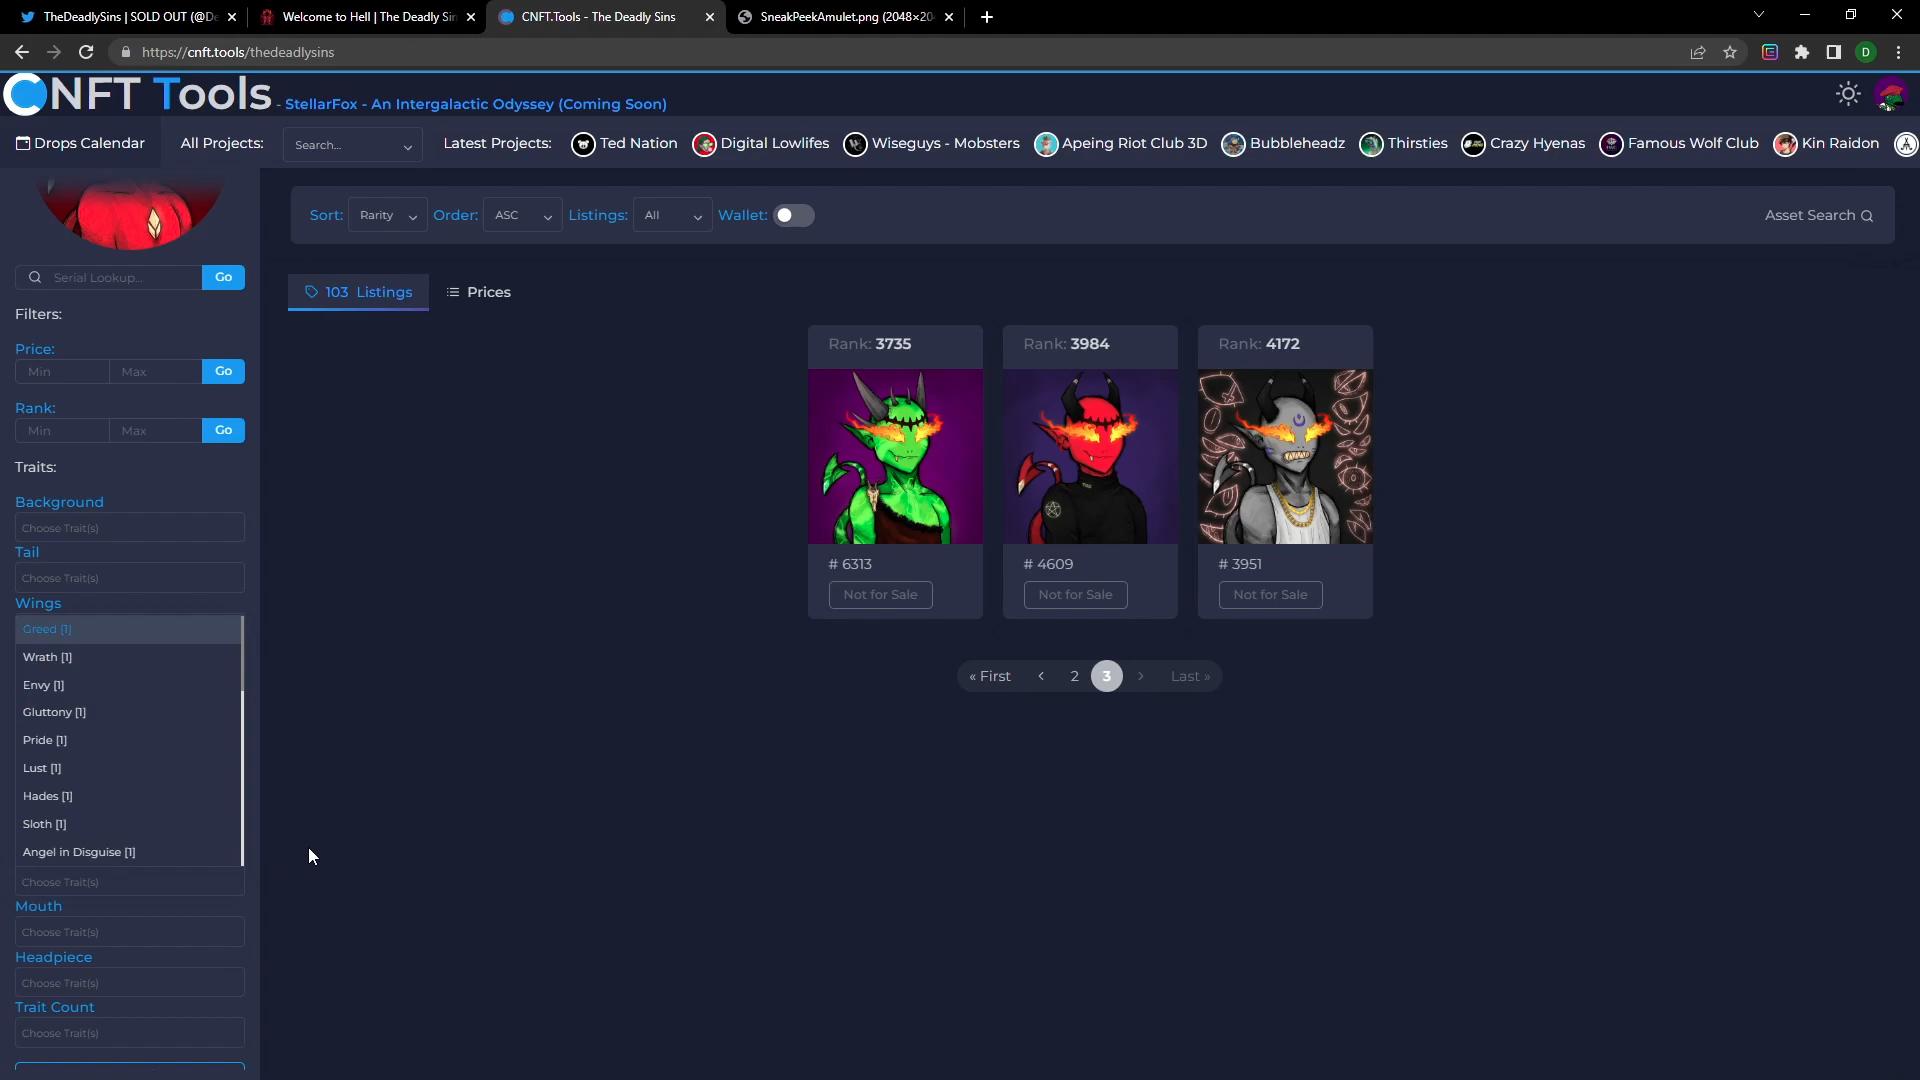 TheDeadlySins | SOLD OUT (@De
Welcome to Hell | The Deadly Sin
CNFT.Tools - The Deadly Sins
SneakPeekAmulet.png (2048×20
https://cnft.tools/thedeadlysins
D
CNFT Tools - StellarFox - An Intergalactic Odyssey (Coming Soon)
Drops Calendar
All Projects:
Search...
Latest Projects:
Ted Nation
Digital Lowlifes
Wiseguys - Mobsters
Apeing Riot Club 3D
Bubbleheadz
Thirsties
Crazy Hyenas
Famous Wolf Club
Kin Raidon
Sort: Rarity Order: ASC Listings: All Wallet:
Asset Search
Serial Lookup...
Go
Filters:
Price:
Min Max Go
Rank:
Min Max Go
Traits:
Background
Choose Trait(s)
Tail
Choose Trait(s)
Wings
Greed [1]
Wrath [1]
Envy [1]
Gluttony [1]
Pride [1]
Lust [1]
Hades [1]
Sloth [1]
Angel in Disguise [1]
Choose Trait(s)
Mouth
Choose Trait(s)
Headpiece
Choose Trait(s)
Trait Count
Choose Trait(s)
103 Listings
Prices
Rank: 3735
# 6313
Not for Sale
Rank: 3984
# 4609
Not for Sale
Rank: 4172
# 3951
Not for Sale
« First ‹ 2 3 › Last »